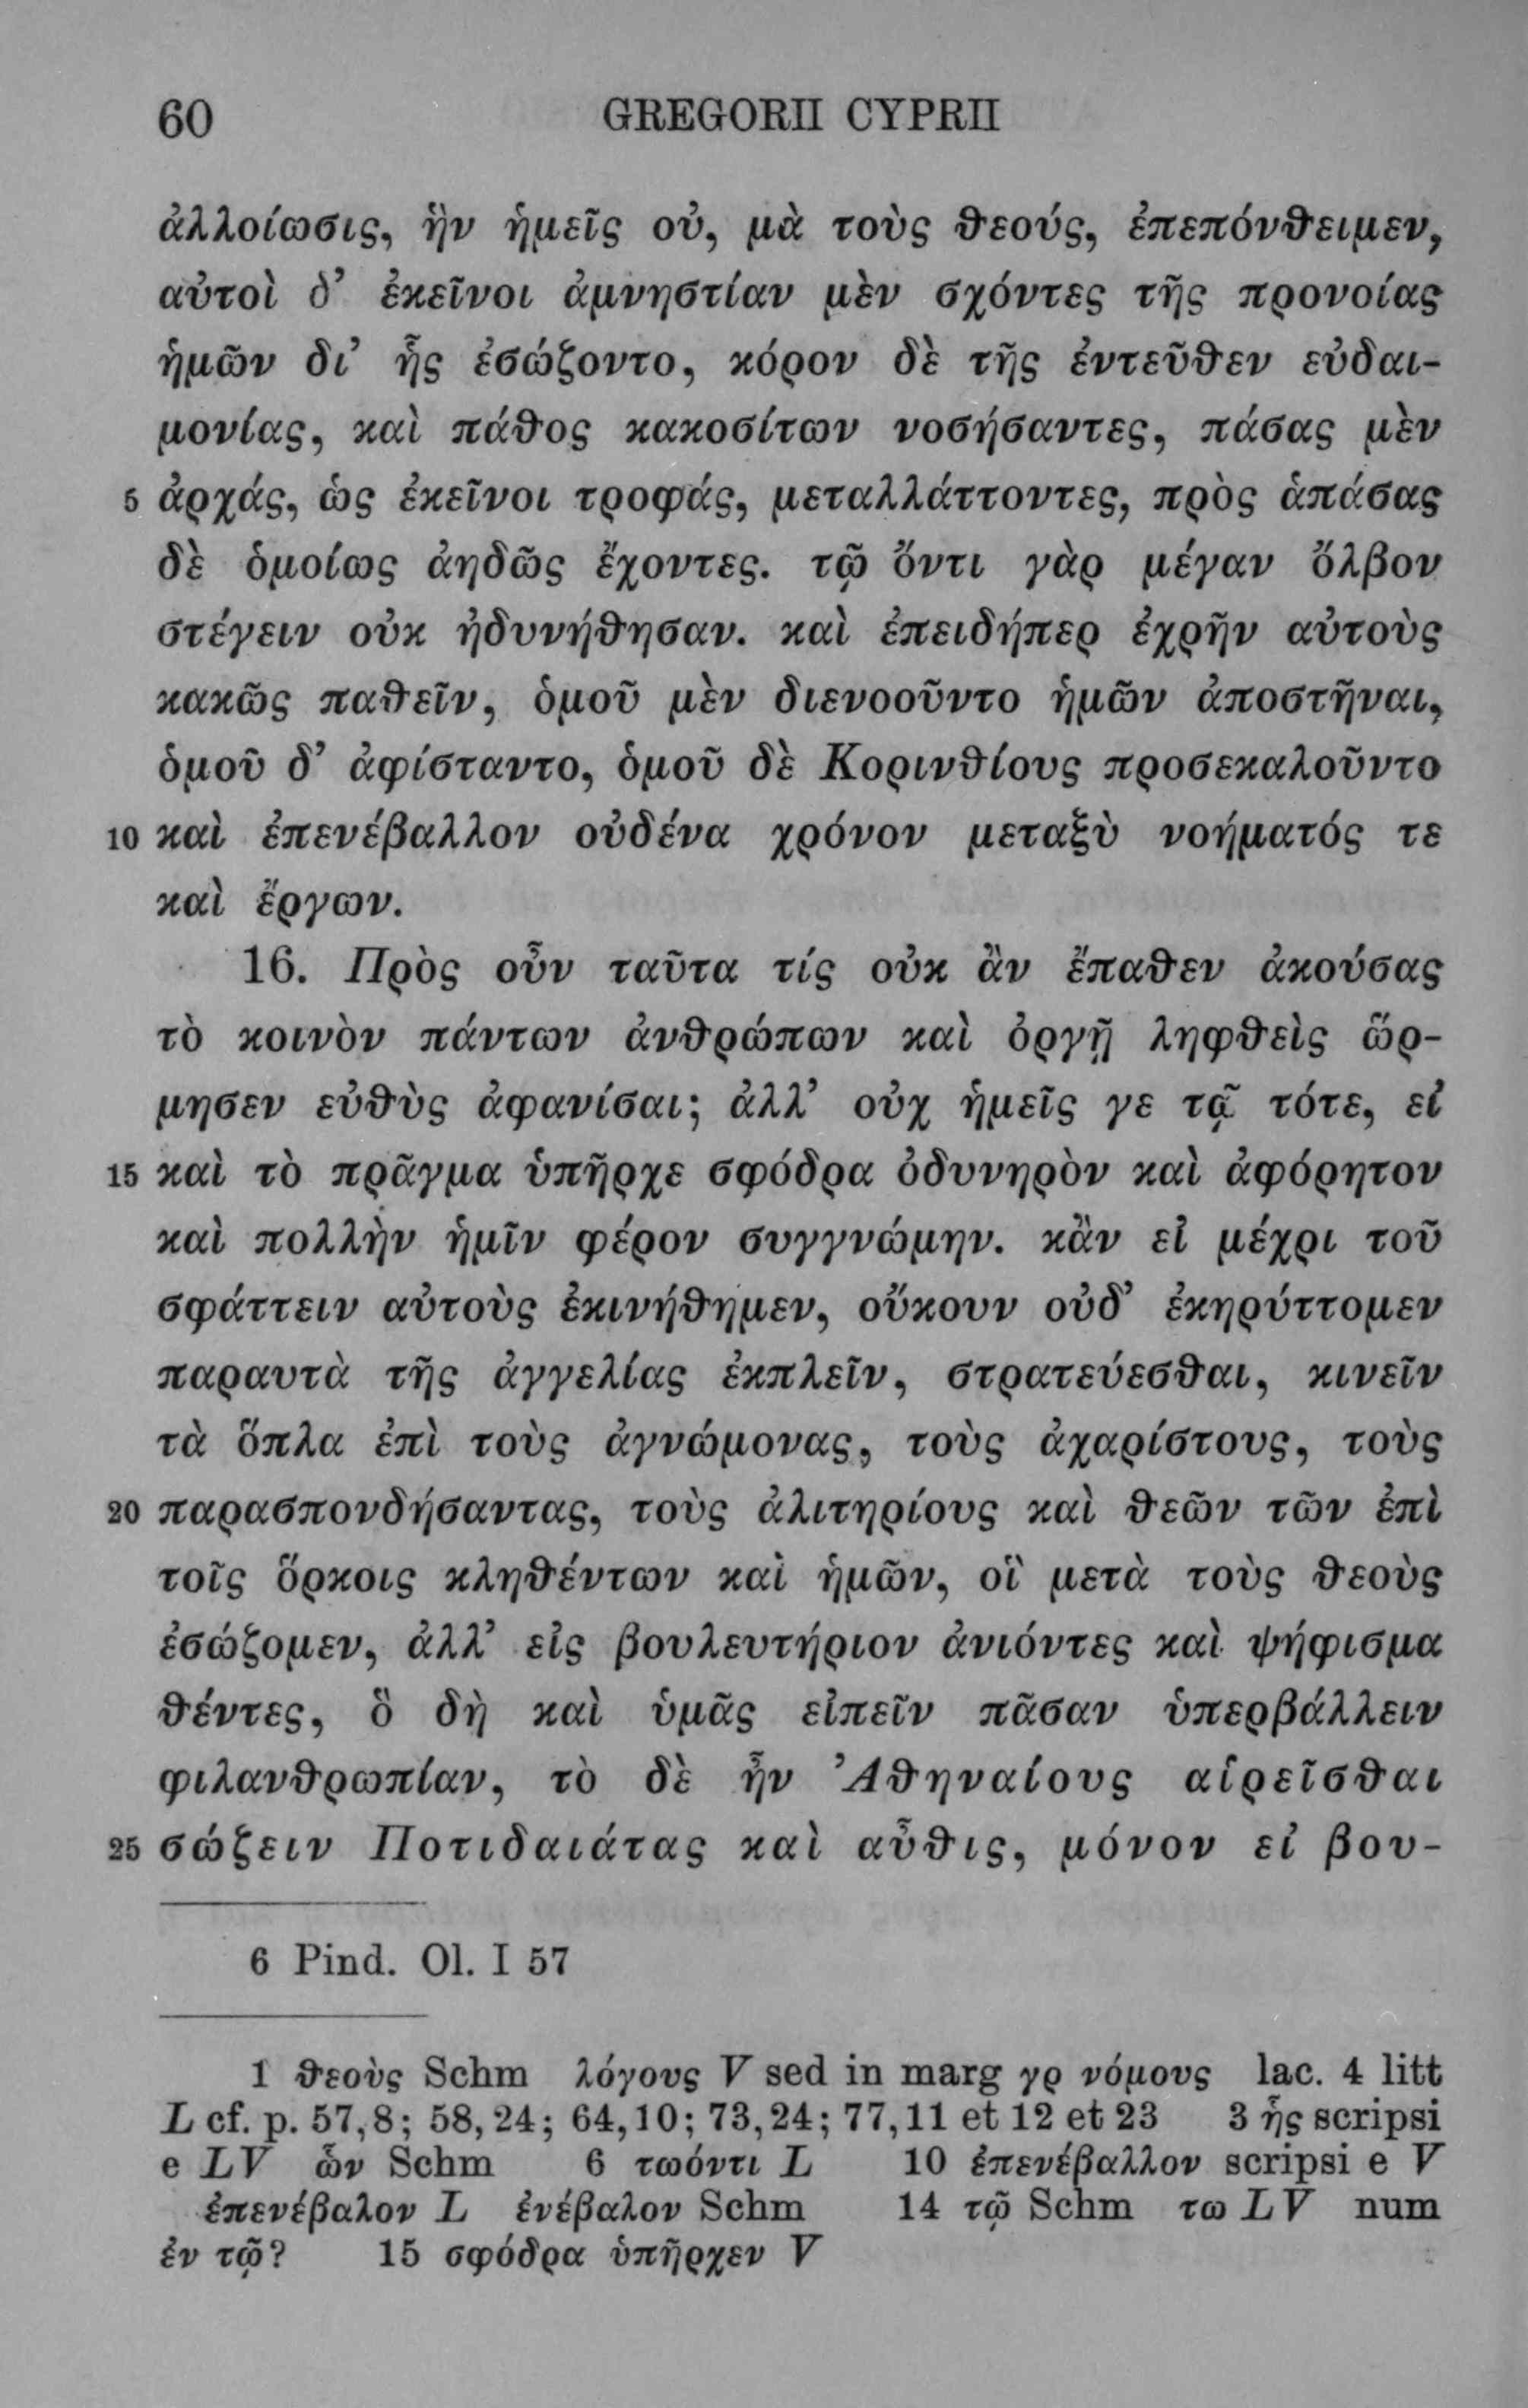 60 GREGORII CYPRII
ἀλλοίωσις, ἣν ἡμεῖς οὐ, μὰ τοὺς θεούς, ἐπεπόνθειμεν,
αὐτοὶ δ’ ἐκεῖνοι ἀμνηστίαν μὲν σχόντες τῆς προνοίας
ἡμῶν δι’ ἧς ἐσώζοντο, κόρον δὲ τῆς ἐντεῦθεν εὐδαι-
μονίας, καὶ πάθος κακοσίτων νοσήσαντες, πάσας μὲν
5 ἀρχάς, ὡς ἐκεῖνοι τροφάς, μεταλλάττοντες, πρὸς ἁπάσας
δὲ ὁμοίως ἀηδῶς ἔχοντες. τῷ ὄντι γὰρ μέγαν ὄλβον
στέγειν οὐκ ἠδυνήθησαν. καὶ ἐπειδήπερ ἐχρῆν αὐτοὺς
κακῶς παθεῖν, ὁμοῦ μὲν διενοοῦντο ἡμῶν ἀποστῆναι,
ὁμοῦ δ’ ἀφίσταντο, ὁμοῦ δὲ Κορινθίους προσεκαλοῦντο
10 καὶ ἐπενέβαλλον οὐδένα χρόνον μεταξὺ νοήματός τε
καὶ ἔργων.
16. Πρὸς οὖν ταῦτα τίς οὐκ ἂν ἔπαθεν ἀκούσας
τὸ κοινὸν πάντων ἀνθρώπων καὶ ὀργῇ ληφθεὶς ὥρ-
μησεν εὐθὺς ἀφανίσαι; ἀλλ’ οὐχ ἡμεῖς γε τᾷ τότε, εἰ
15 καὶ τὸ πρᾶγμα ὑπῆρχε σφόδρα ὀδυνηρὸν καὶ ἀφόρητον
καὶ πολλὴν ἡμῖν φέρον συγγνώμην. κἂν εἰ μέχρι τοῦ
σφάττειν αὐτοὺς ἐκινήθημεν, οὔκουν οὐδ’ ἐκηρύττομεν
παραυτὰ τῆς ἀγγελίας ἐκπλεῖν, στρατεύεσθαι, κινεῖν
τὰ ὅπλα ἐπὶ τοὺς ἀγνώμονας, τοὺς ἀχαρίστους, τοὺς
20 παρασπονδήσαντας, τοὺς ἀλιτηρίους καὶ θεῶν τῶν ἐπὶ
τοῖς ὅρκοις κληθέντων καὶ ἡμῶν, οἳ μετὰ τοὺς θεοὺς
ἐσώζομεν, ἀλλ’ εἰς βουλευτήριον ἀνιόντες καὶ ψήφισμα
θέντες, ὃ δὴ καὶ ὑμᾶς εἰπεῖν πᾶσαν ὑπερβάλλειν
φιλανθρωπίαν, τὸ δὲ ἦν Ἀθηναίους αἱρεῖσθαι
25 σώζειν Ποτιδαιάτας καὶ αὖθις, μόνον εἰ βου-
6 Pind. Ol. I 57
1 θεοὺς Schm λόγους V sed in marg γρ νόμους lac. 4 litt
L cf. p. 57,8; 58,24; 64,10; 73,24; 77,11 et 12 et 23 3 ἧς scripsi
e LV ὧν Schm 6 τωόντι L 10 ἐπενέβαλλον scripsi e V
ἐπενέβαλον L ἐνέβαλον Schm 14 τῷ Schm τω LV num
ἐν τῷ? 15 σφόδρα ὑπῆρχεν V